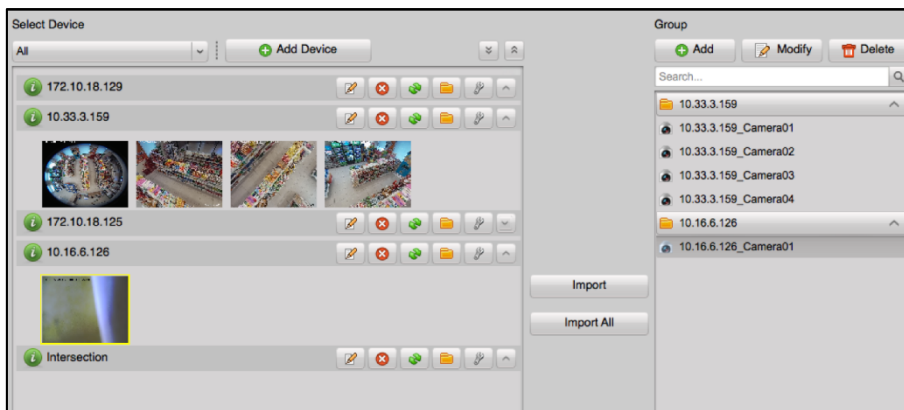 Select Device
All
Add Device
172.10.18.129
10.33.3.159
172.10.18.125
10.16.6.126
Intersection
Import
Import All
Group
Add Modify Delete
Search...
10.33.3.159
10.33.3.159_Camera01
10.33.3.159_Camera02
10.33.3.159_Camera03
10.33.3.159_Camera04
10.16.6.126
10.16.6.126_Camera01